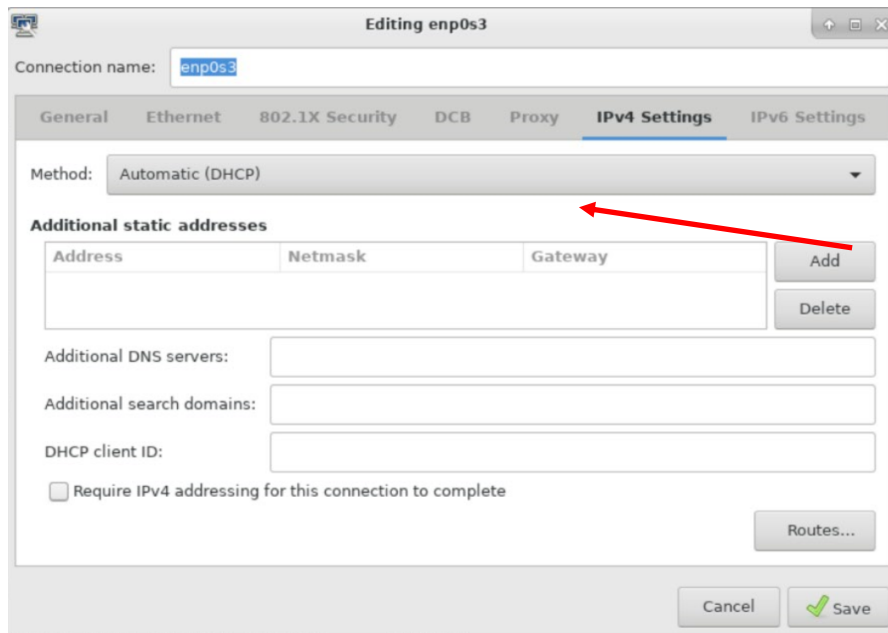 Editing enp0s3
Connection name: enp0s3
General Ethernet 802.1X Security DCB Proxy IPv4 Settings IPv6 Settings
Method: Automatic (DHCP)
Additional static addresses
Address Netmask Gateway
Add
Delete
Additional DNS servers:
Additional search domains:
DHCP client ID:
Require IPv4 addressing for this connection to complete
Routes...
Cancel Save